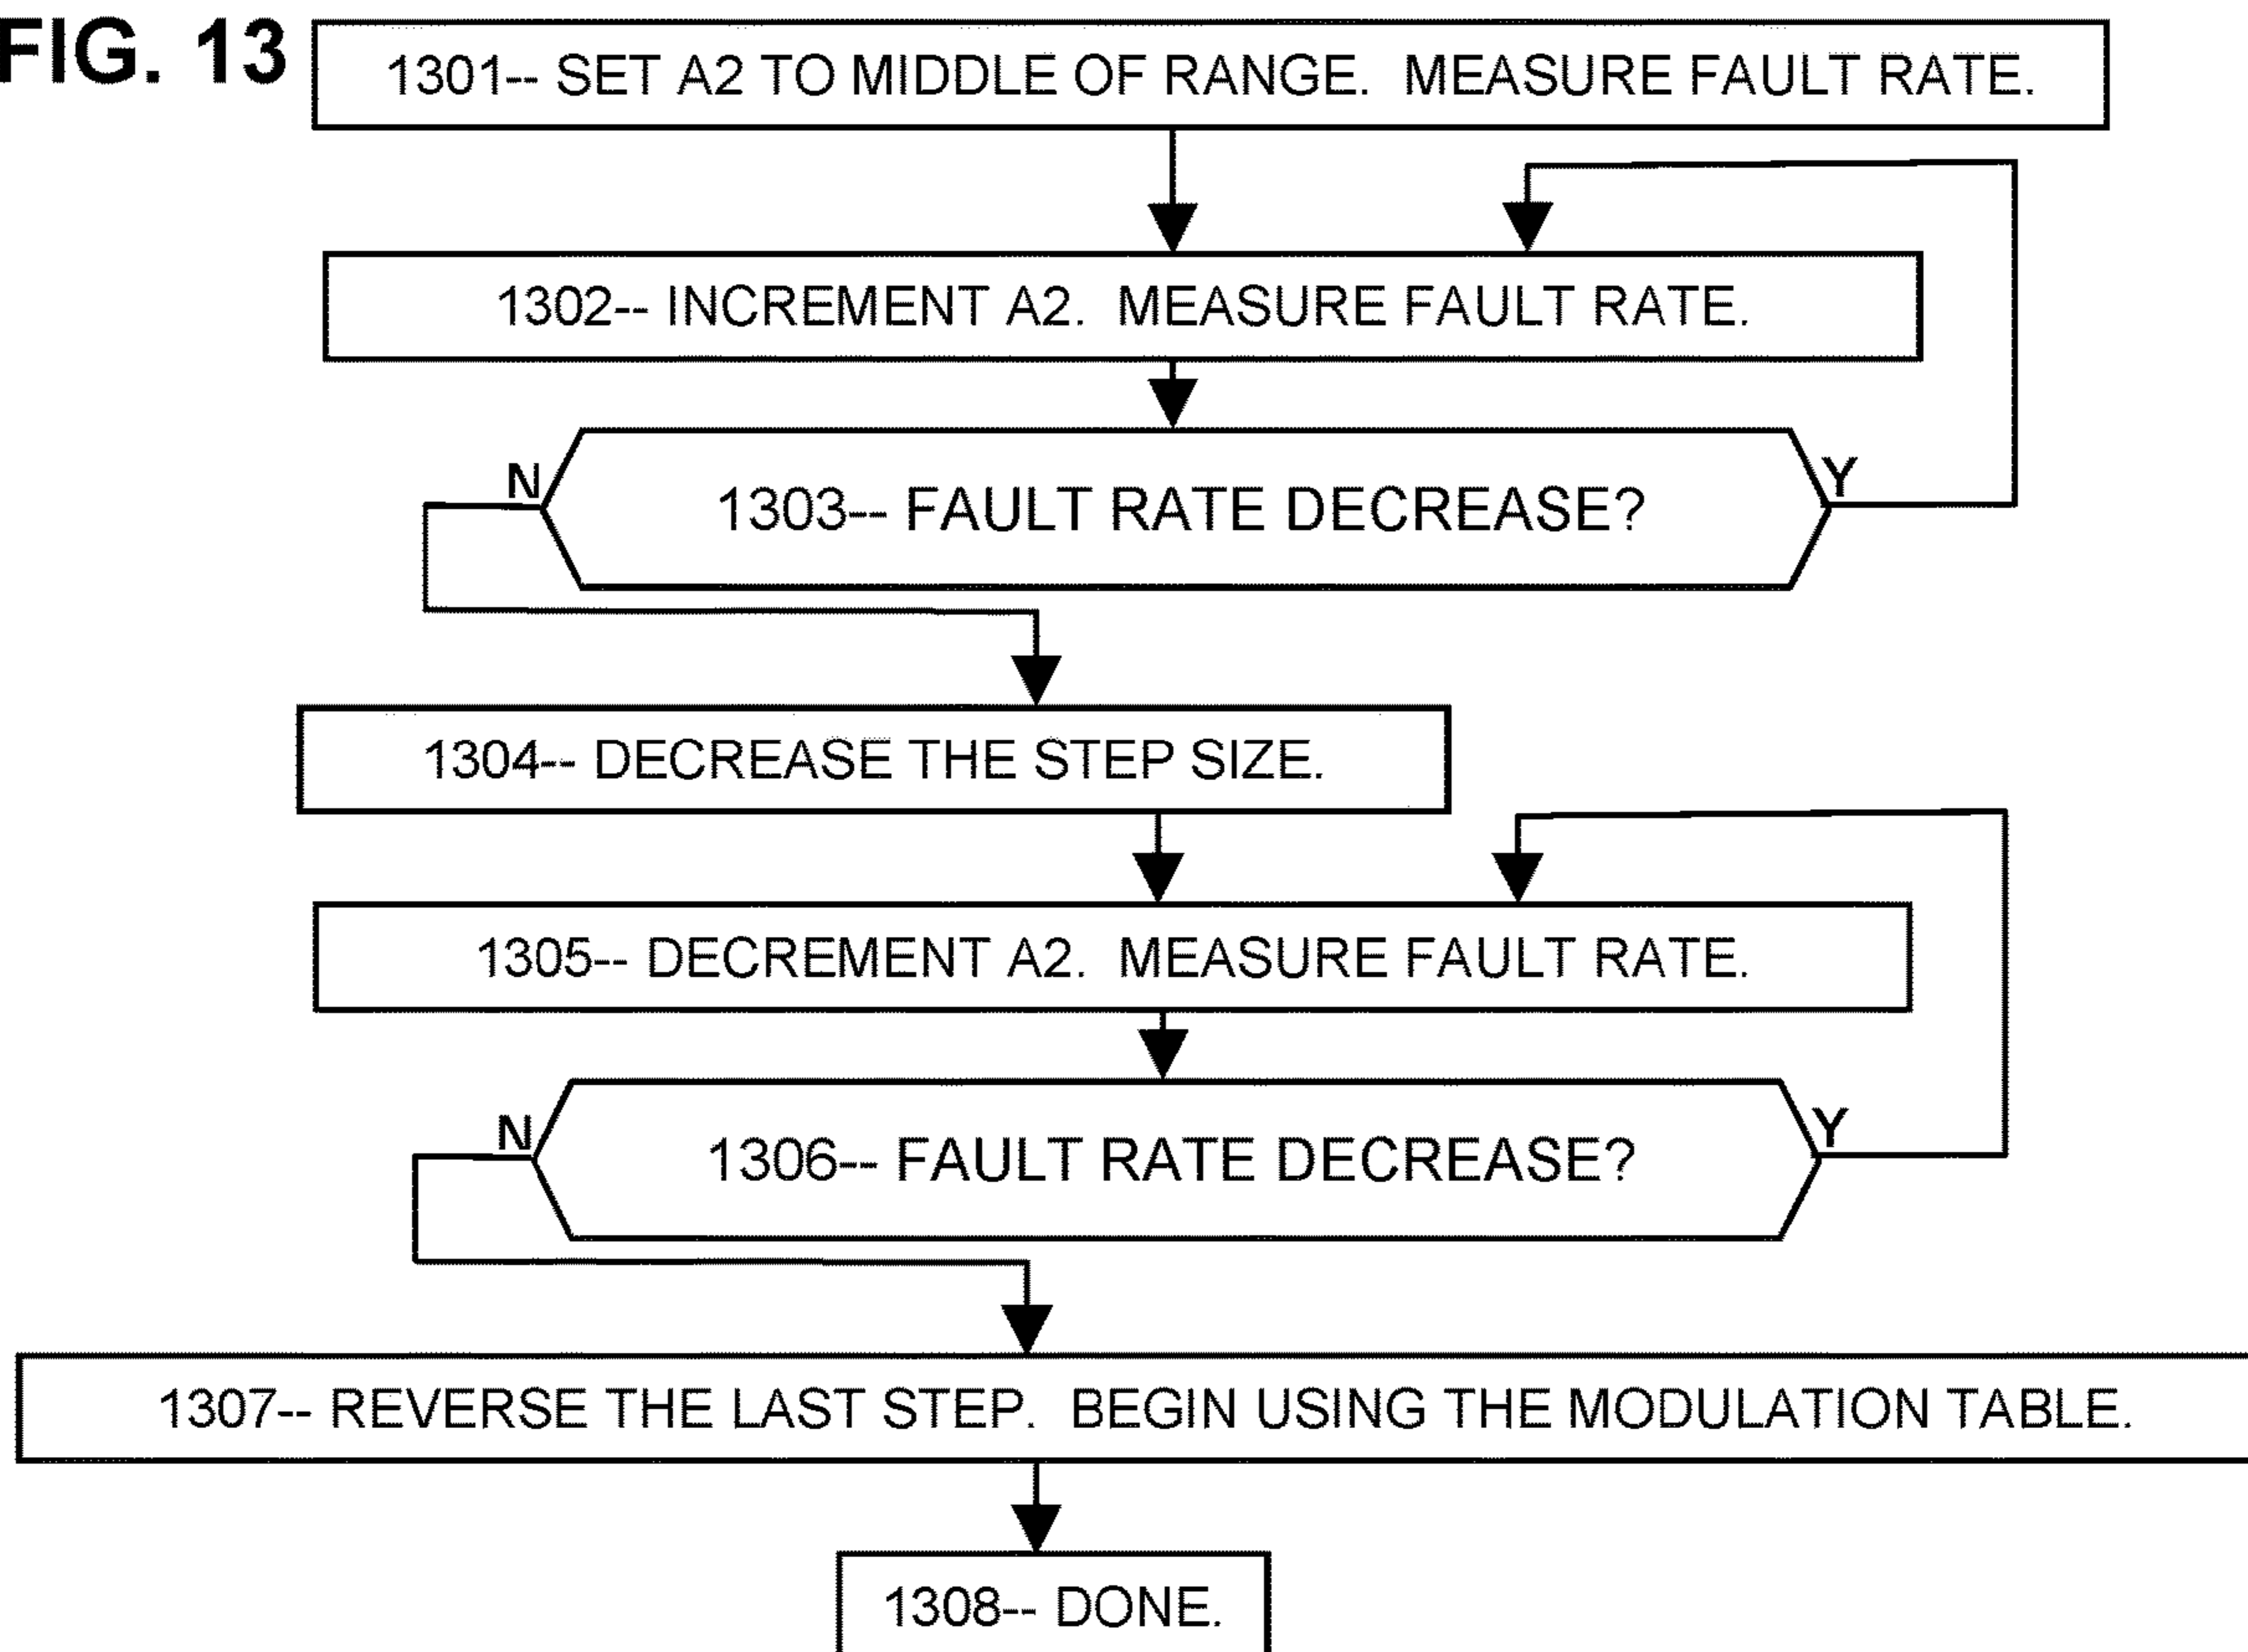 FIG. 13
1301-- SET A2 TO MIDDLE OF RANGE. MEASURE FAULT RATE.
1302-- INCREMENT A2. MEASURE FAULT RATE.
N
1303-- FAULT RATE DECREASE?
Y
1304-- DECREASE THE STEP SIZE.
1305-- DECREMENT A2. MEASURE FAULT RATE.
N
1306-- FAULT RATE DECREASE?
Y
1307-- REVERSE THE LAST STEP. BEGIN USING THE MODULATION TABLE.
1308-- DONE.